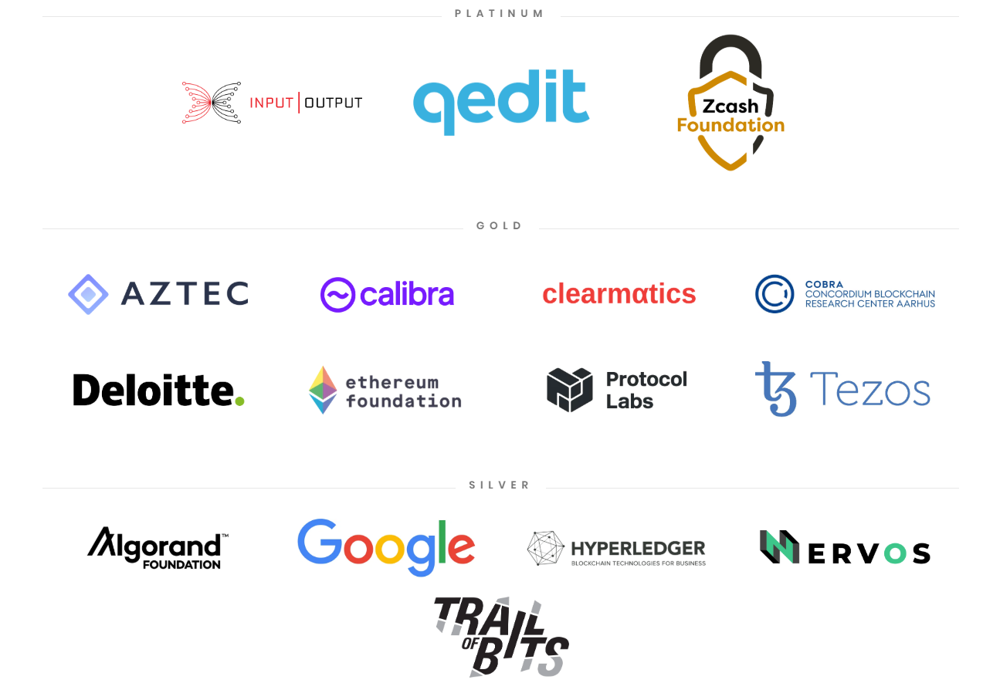 PLATINUM
INPUT | OUTPUT
qedit
Zcash
Foundation
GOLD
AZTEC
calibra
clearmαtics
COBRA
CONCORDIUM BLOCKCHAIN
RESEARCH CENTER AARHUS
Deloitte.
ethereum
foundation
Protocol
Labs
Tezos
SILVER
Algorand™
FOUNDATION
Google
HYPERLEDGER
BLOCKCHAIN TECHNOLOGIES FOR BUSINESS
NERVOS
TRAIL
OF BITS